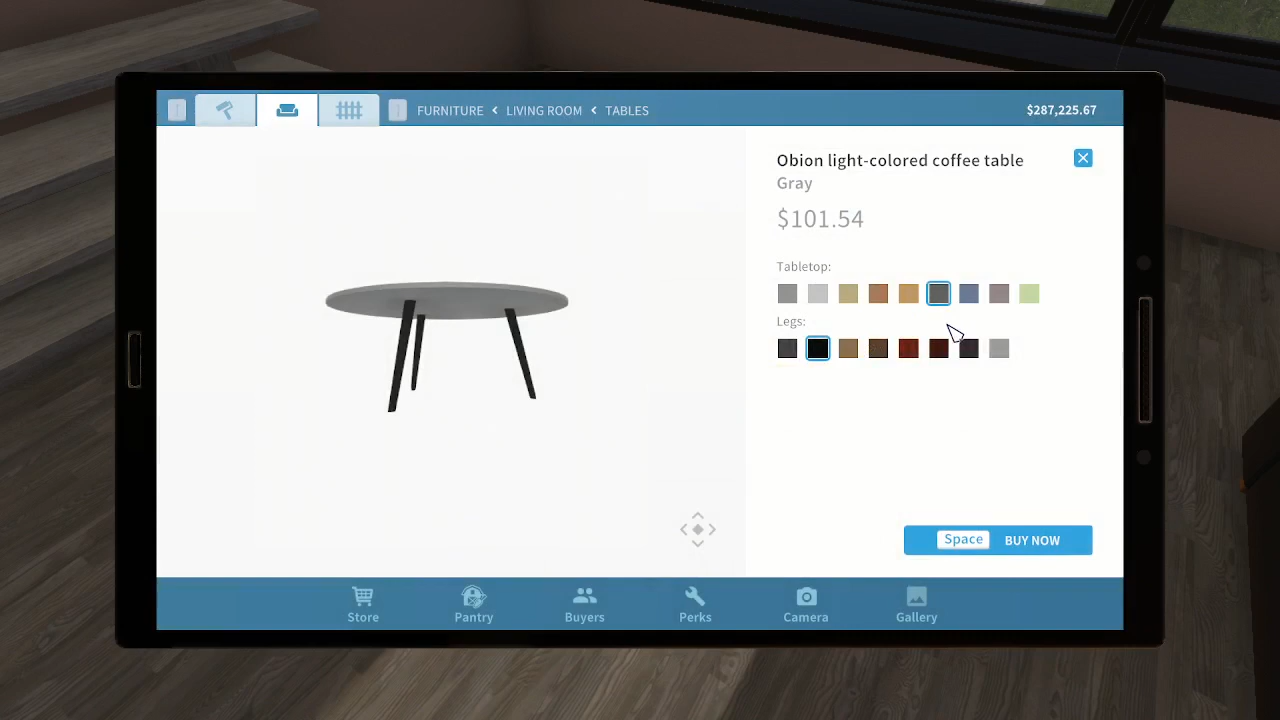 FURNITURE < LIVING ROOM < TABLES
$287,225.67
Obion light-colored coffee table
Gray
$101.54
Tabletop:
Legs:
Space BUY NOW
Store Pantry Buyers Perks Camera Gallery